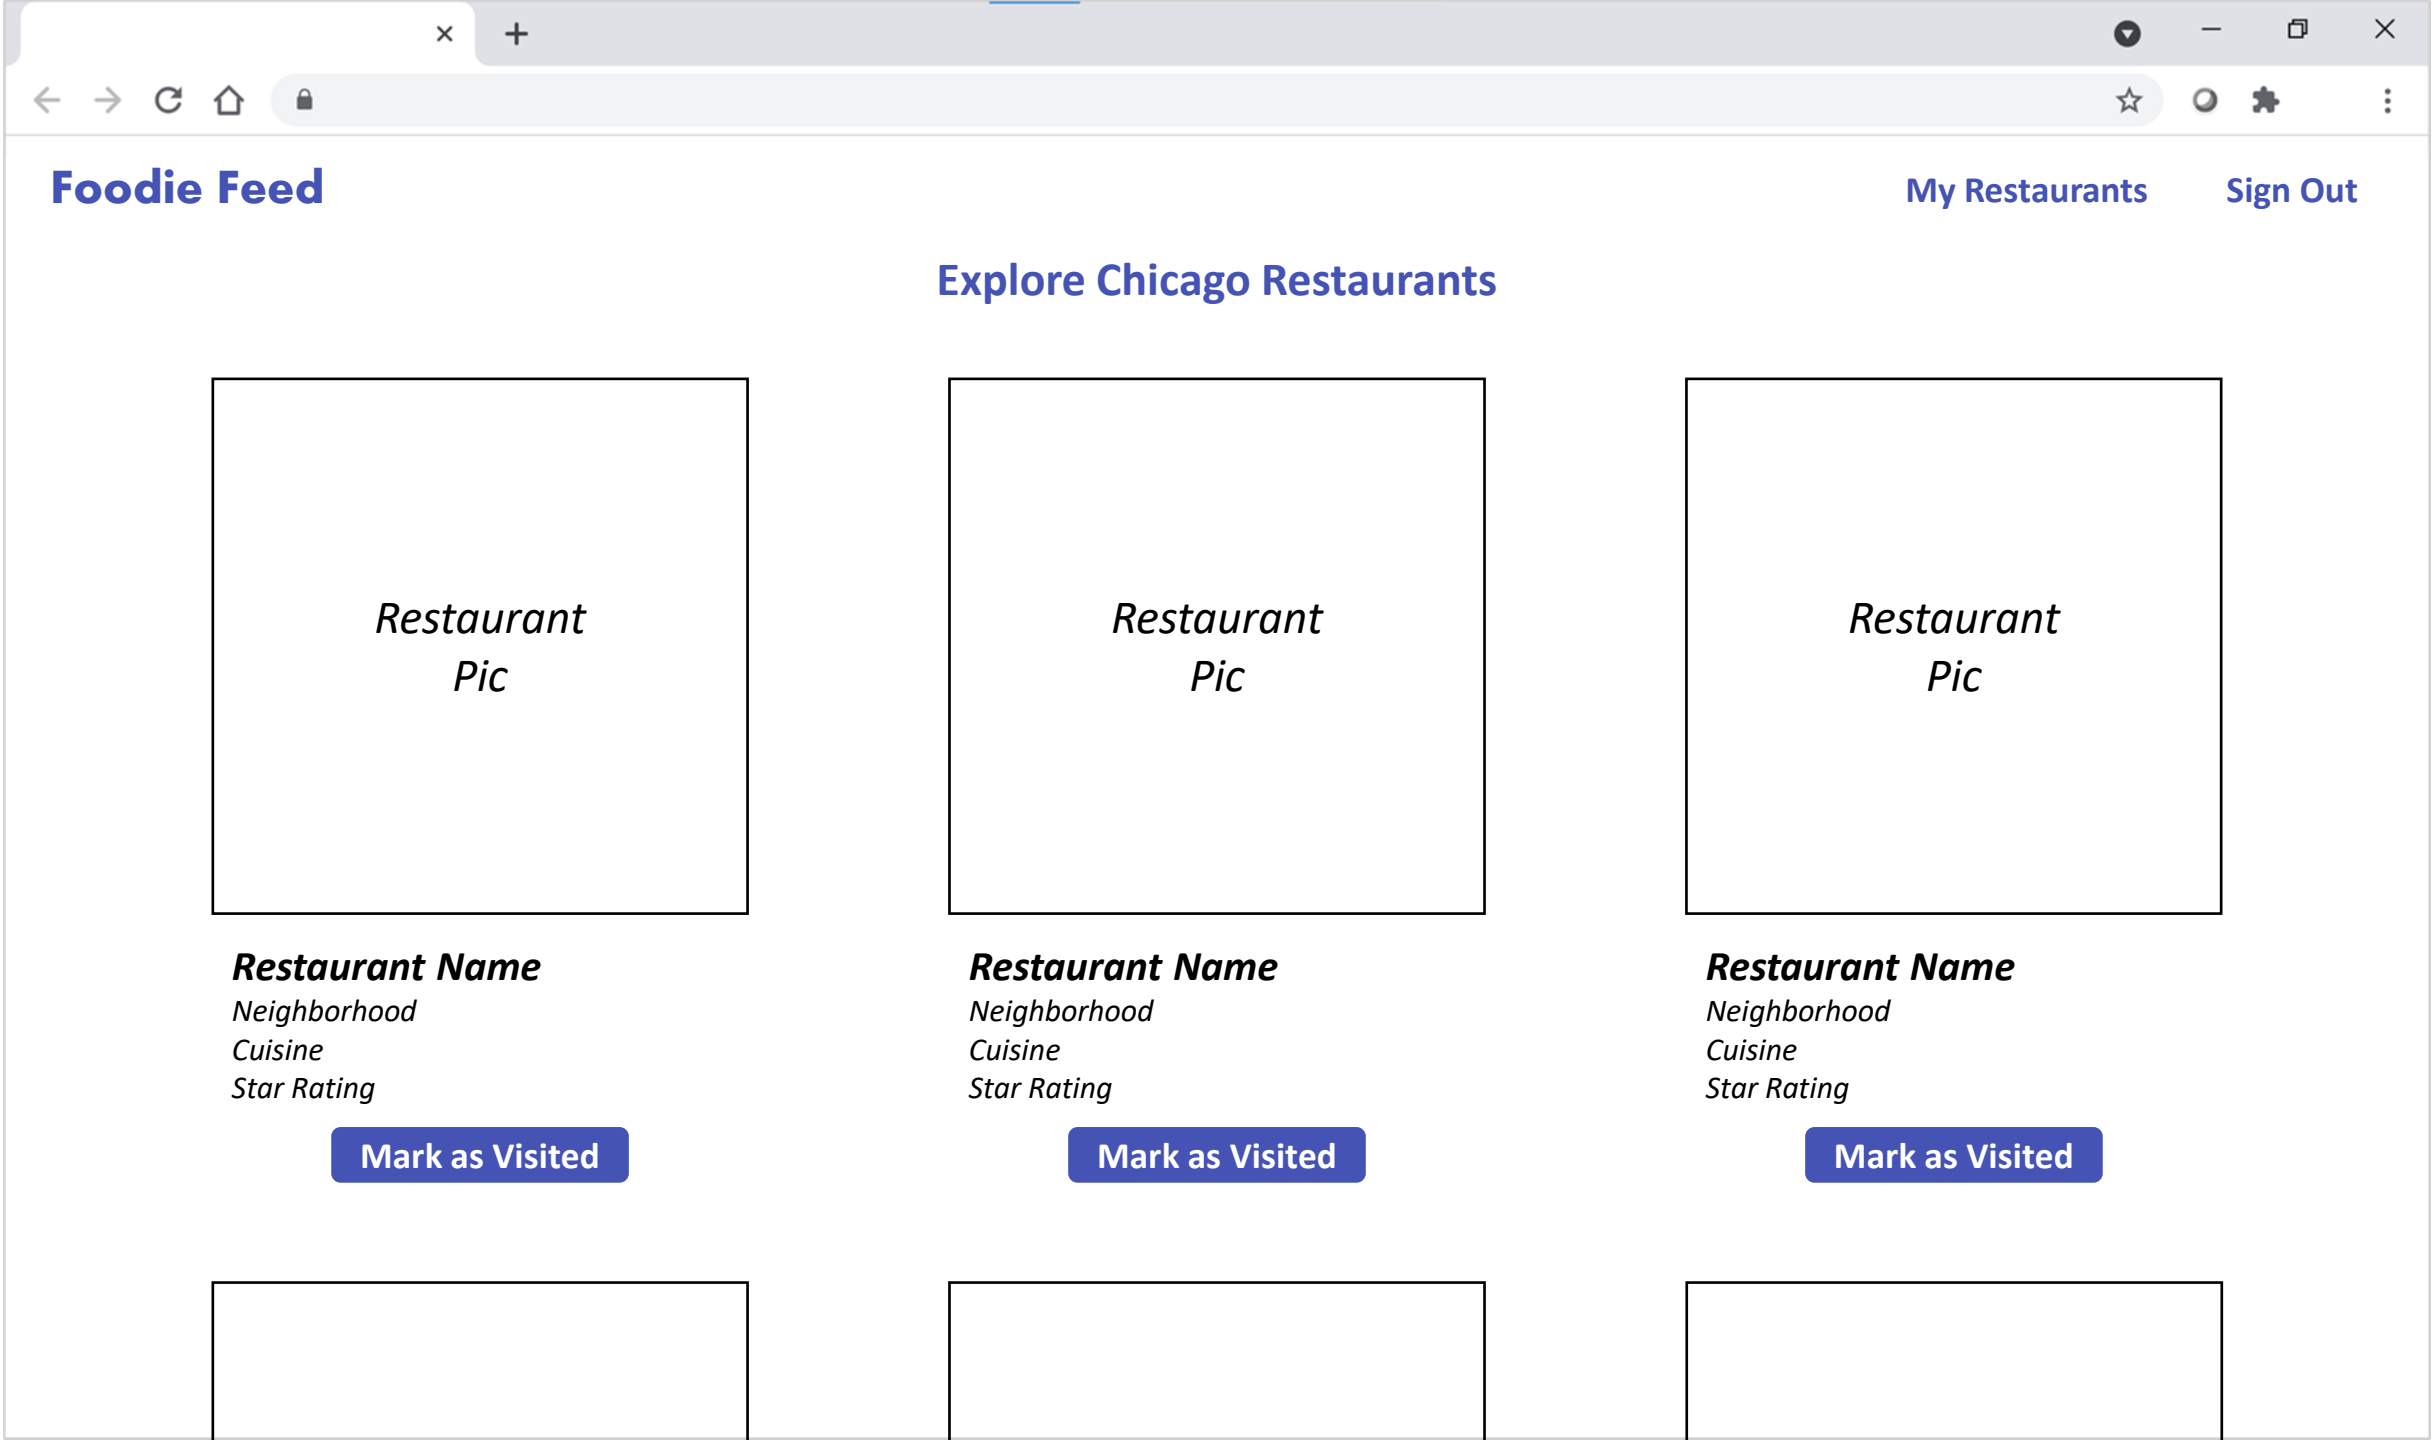 Foodie Feed
My Restaurants
Sign Out
Explore Chicago Restaurants
Restaurant
Pic
Restaurant
Pic
Restaurant
Pic
Restaurant Name
Neighborhood
Cuisine
Star Rating
Mark as Visited
Restaurant Name
Neighborhood
Cuisine
Star Rating
Mark as Visited
Restaurant Name
Neighborhood
Cuisine
Star Rating
Mark as Visited